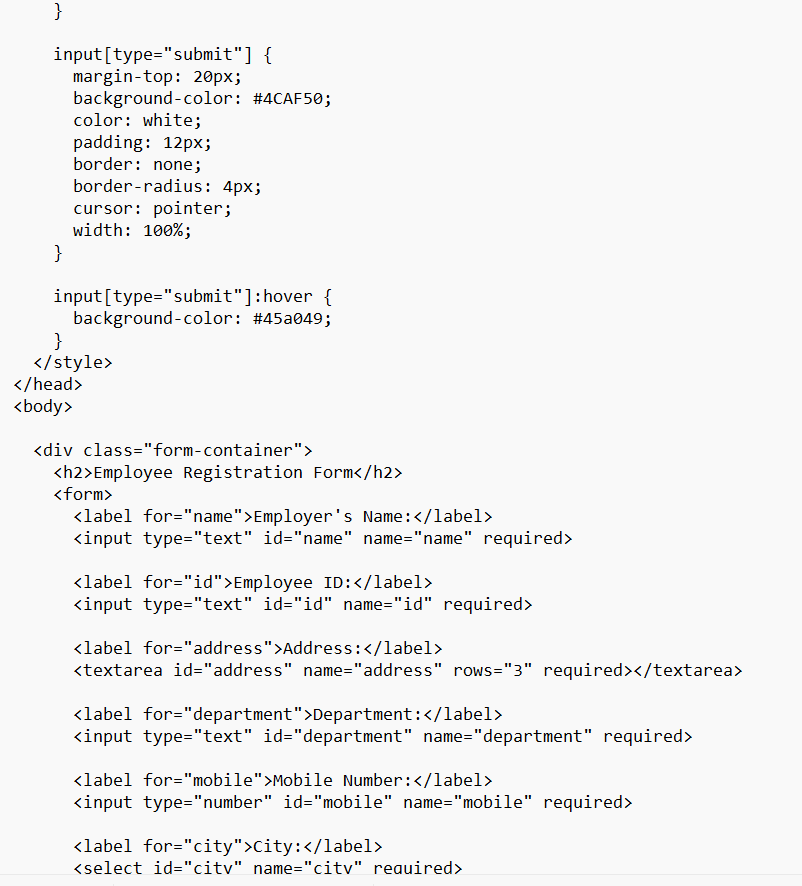 }
input[type="submit"] {
margin-top: 20px;
background-color: #4CAF50;
color: white;
padding: 12px;
border: none;
border-radius: 4px;
cursor: pointer;
width: 100%;
}
input[type="submit"]:hover {
background-color: #45a049;
}
</style>
</head>
<body>
<div class="form-container">
<h2>Employee Registration Form</h2>
<form>
<label for="name">Employer's Name:</label>
<input type="text" id="name" name="name" required>
<label for="id">Employee ID:</label>
<input type="text" id="id" name="id" required>
<label for="address">Address:</label>
<textarea id="address" name="address" rows="3" required></textarea>
<label for="department">Department:</label>
<input type="text" id="department" name="department" required>
<label for="mobile">Mobile Number:</label>
<input type="number" id="mobile" name="mobile" required>
<label for="city">City:</label>
<select id="city" name="city" required>